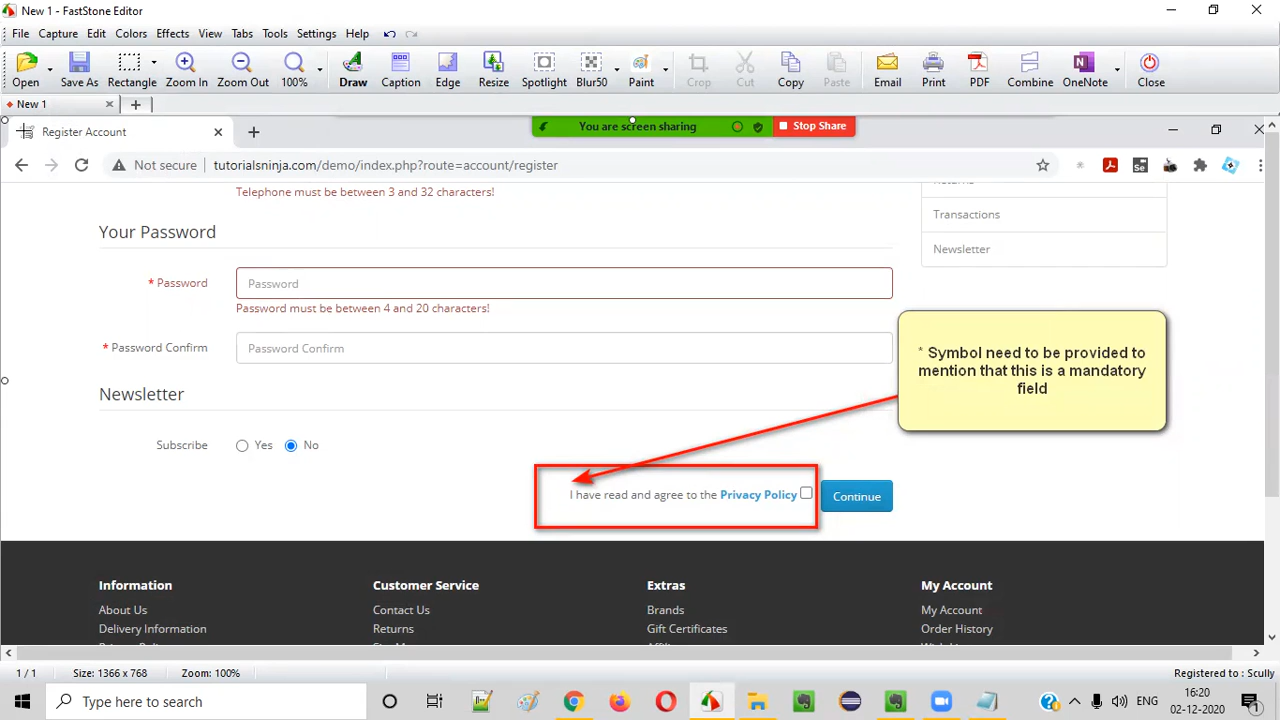 New 1 - FastStone Editor
File Capture Edit Colors Effects View Tabs Tools Settings Help
Open Save As Rectangle Zoom In Zoom Out 100% Draw Caption Edge Resize Spotlight Blur50 Paint Crop Cut Copy Paste Email Print PDF Combine OneNote Close
New 1
Register Account
You are screen sharing Stop Share
Not secure tutorialsninja.com/demo/index.php?route=account/register
Telephone must be between 3 and 32 characters!
Transactions
Your Password
Newsletter
* Password Password
Password must be between 4 and 20 characters!
* Password Confirm Password Confirm
* Symbol need to be provided to
mention that this is a mandatory
field
Newsletter
Subscribe Yes No
I have read and agree to the Privacy Policy Continue
Information Customer Service Extras My Account
About Us Contact Us Brands My Account
Delivery Information Returns Gift Certificates Order History
1 / 1 Size: 1366 x 768 Zoom: 100% Registered to : Scully
Type here to search
ENG
16:20
02-12-2020